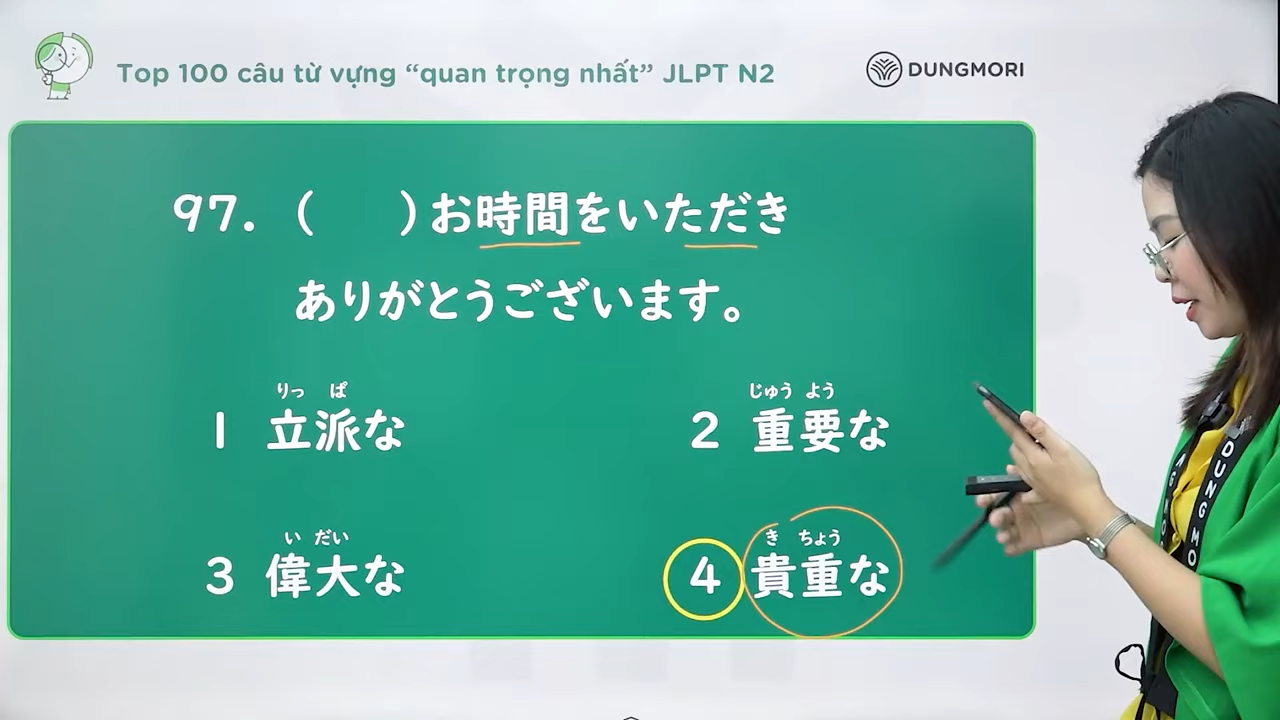 Top 100 câu từ vựng “quan trọng nhất” JLPT N2
DUNGMORI
97. (　　)お時間をいただき
ありがとうございます。
りっ ぱ
1 立派な
じゅう よう
2 重要な
い だい
3 偉大な
き ちょう
4 貴重な
DUNG MO